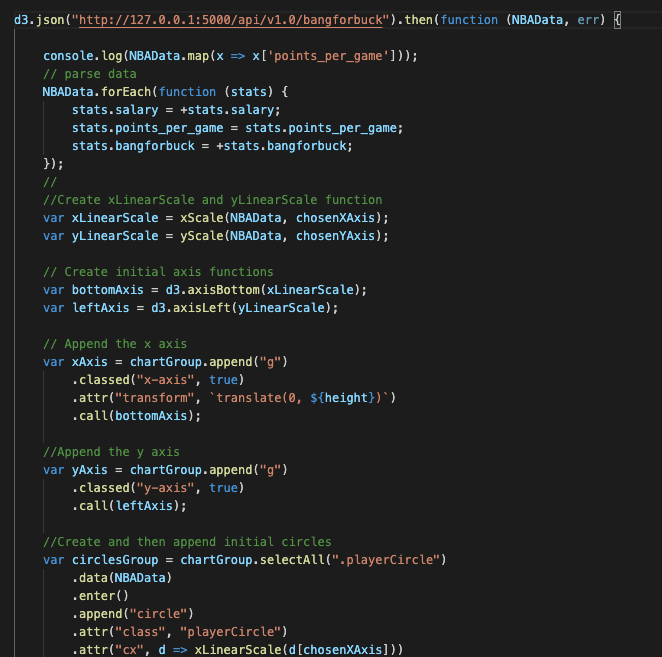 d3.json("http://127.0.0.1:5000/api/v1.0/bangforbuck").then(function (NBAData, err) {
console.log(NBAData.map(x => x['points_per_game']));
// parse data
NBAData.forEach(function (stats) {
stats.salary = +stats.salary;
stats.points_per_game = stats.points_per_game;
stats.bangforbuck = +stats.bangforbuck;
});
//
//Create xLinearScale and yLinearScale function
var xLinearScale = xScale(NBAData, chosenXAxis);
var yLinearScale = yScale(NBAData, chosenYAxis);
// Create initial axis functions
var bottomAxis = d3.axisBottom(xLinearScale);
var leftAxis = d3.axisLeft(yLinearScale);
// Append the x axis
var xAxis = chartGroup.append("g")
.classed("x-axis", true)
.attr("transform", `translate(0, ${height})`)
.call(bottomAxis);
//Append the y axis
var yAxis = chartGroup.append("g")
.classed("y-axis", true)
.call(leftAxis);
//Create and then append initial circles
var circlesGroup = chartGroup.selectAll(".playerCircle")
.data(NBAData)
.enter()
.append("circle")
.attr("class", "playerCircle")
.attr("cx", d => xLinearScale(d[chosenXAxis]))